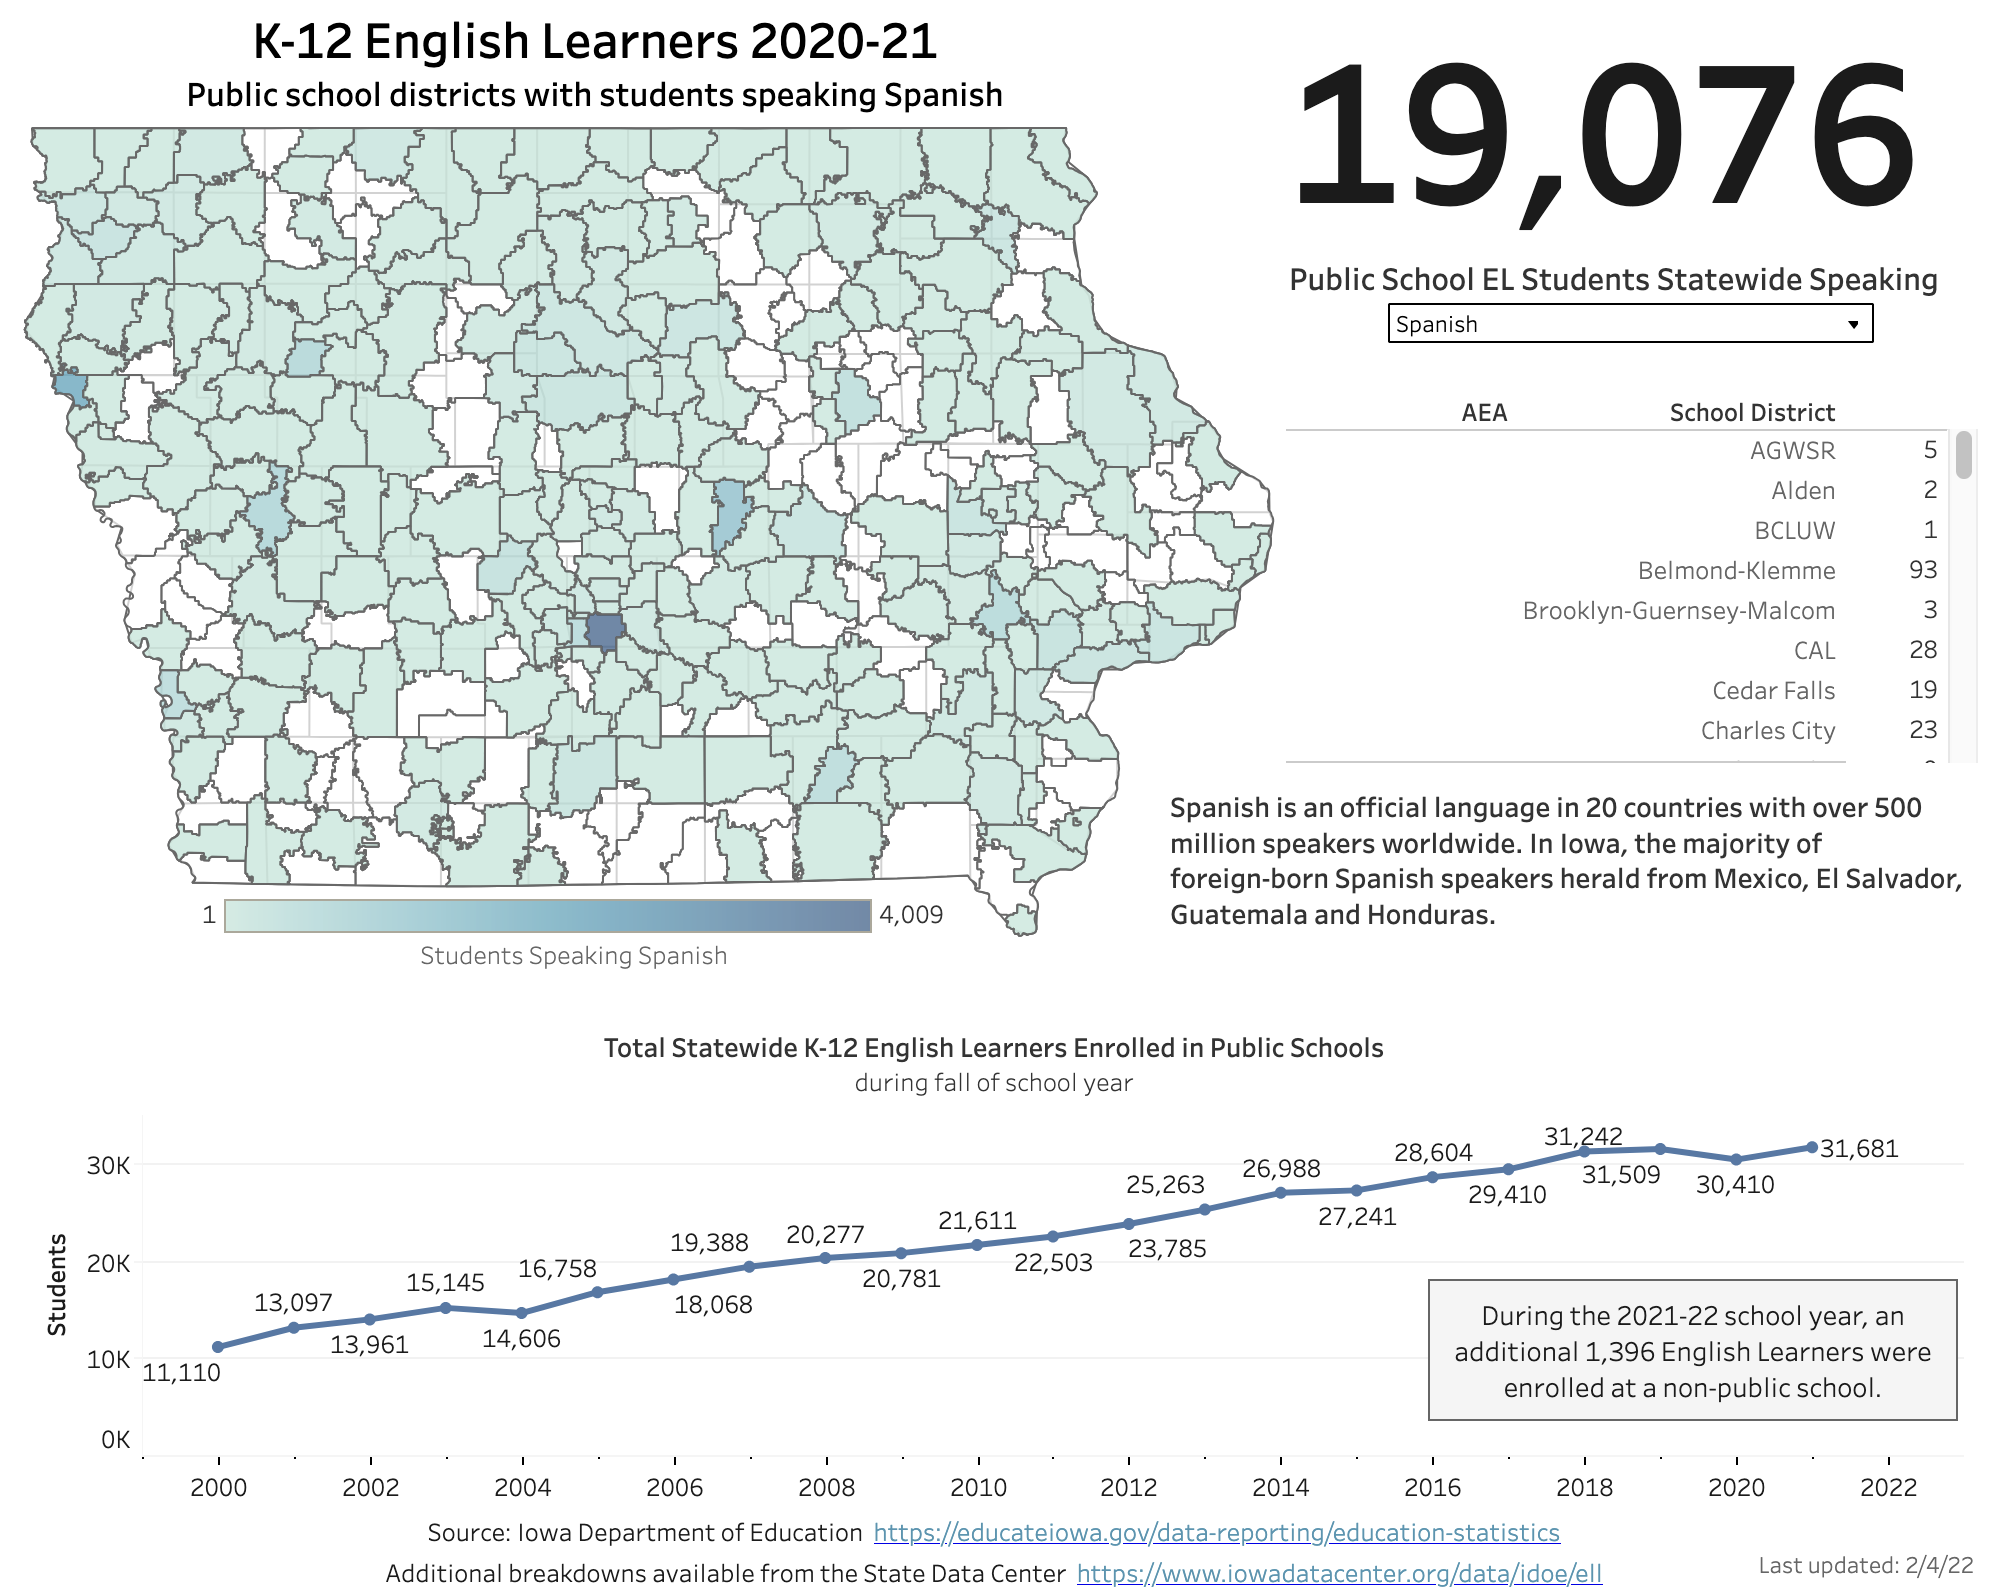 K-12 English Learners 2020-21
Public school districts with students speaking Spanish
19,076
Public School EL Students Statewide Speaking
Spanish
AEA School District
AGWSR 5
Alden 2
BCLUW 1
Belmond-Klemme 93
Brooklyn-Guernsey-Malcom 3
CAL 28
Cedar Falls 19
Charles City 23
Spanish is an official language in 20 countries with over 500
million speakers worldwide. In Iowa, the majority of
foreign-born Spanish speakers herald from Mexico, El Salvador,
Guatemala and Honduras.
1 4,009
Students Speaking Spanish
Total Statewide K-12 English Learners Enrolled in Public Schools
during fall of school year
Students
30K
20K
10K
0K
11,110
13,097
13,961
15,145
14,606
16,758
18,068
19,388
20,277
20,781
21,611
22,503
23,785
25,263
26,988
27,241
28,604
29,410
31,242
31,509
30,410
31,681
During the 2021-22 school year, an
additional 1,396 English Learners were
enrolled at a non-public school.
2000 2002 2004 2006 2008 2010 2012 2014 2016 2018 2020 2022
Source: Iowa Department of Education https://educateiowa.gov/data-reporting/education-statistics
Additional breakdowns available from the State Data Center https://www.iowadatacenter.org/data/idoe/ell
Last updated: 2/4/22